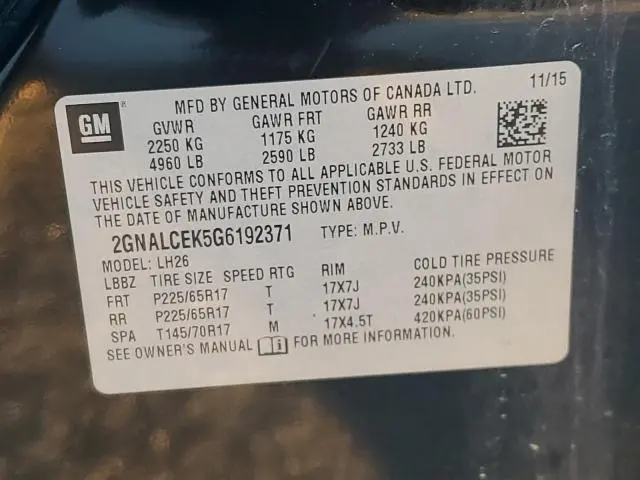 MFD BY GENERAL MOTORS OF CANADA LTD. 11/15
GM
GVWR GAWR FRT GAWR RR
2250 KG 1175 KG 1240 KG
4960 LB 2590 LB 2733 LB
THIS VEHICLE CONFORMS TO ALL APPLICABLE U.S. FEDERAL MOTOR
VEHICLE SAFETY AND THEFT PREVENTION STANDARDS IN EFFECT ON
THE DATE OF MANUFACTURE SHOWN ABOVE.
2GNALCEK5G6192371 TYPE: M.P.V.
MODEL: LH26
LBBZ TIRE SIZE SPEED RTG RIM COLD TIRE PRESSURE
FRT P225/65R17 T 17X7J 240KPA(35PSI)
RR P225/65R17 T 17X7J 240KPA(35PSI)
SPA T145/70R17 M 17X4.5T 420KPA(60PSI)
SEE OWNER'S MANUAL FOR MORE INFORMATION.